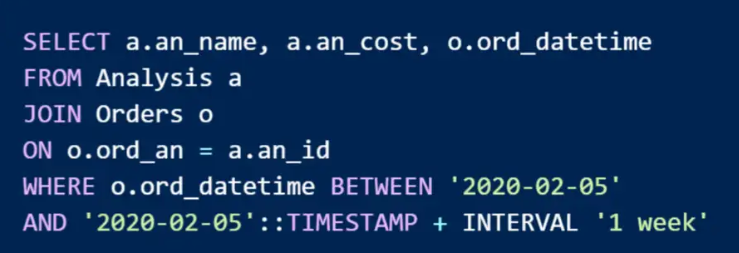 SELECT a.an_name, a.an_cost, o.ord_datetime
FROM Analysis a
JOIN Orders o
ON o.ord_an = a.an_id
WHERE o.ord_datetime BETWEEN '2020-02-05'
AND '2020-02-05'::TIMESTAMP + INTERVAL '1 week'